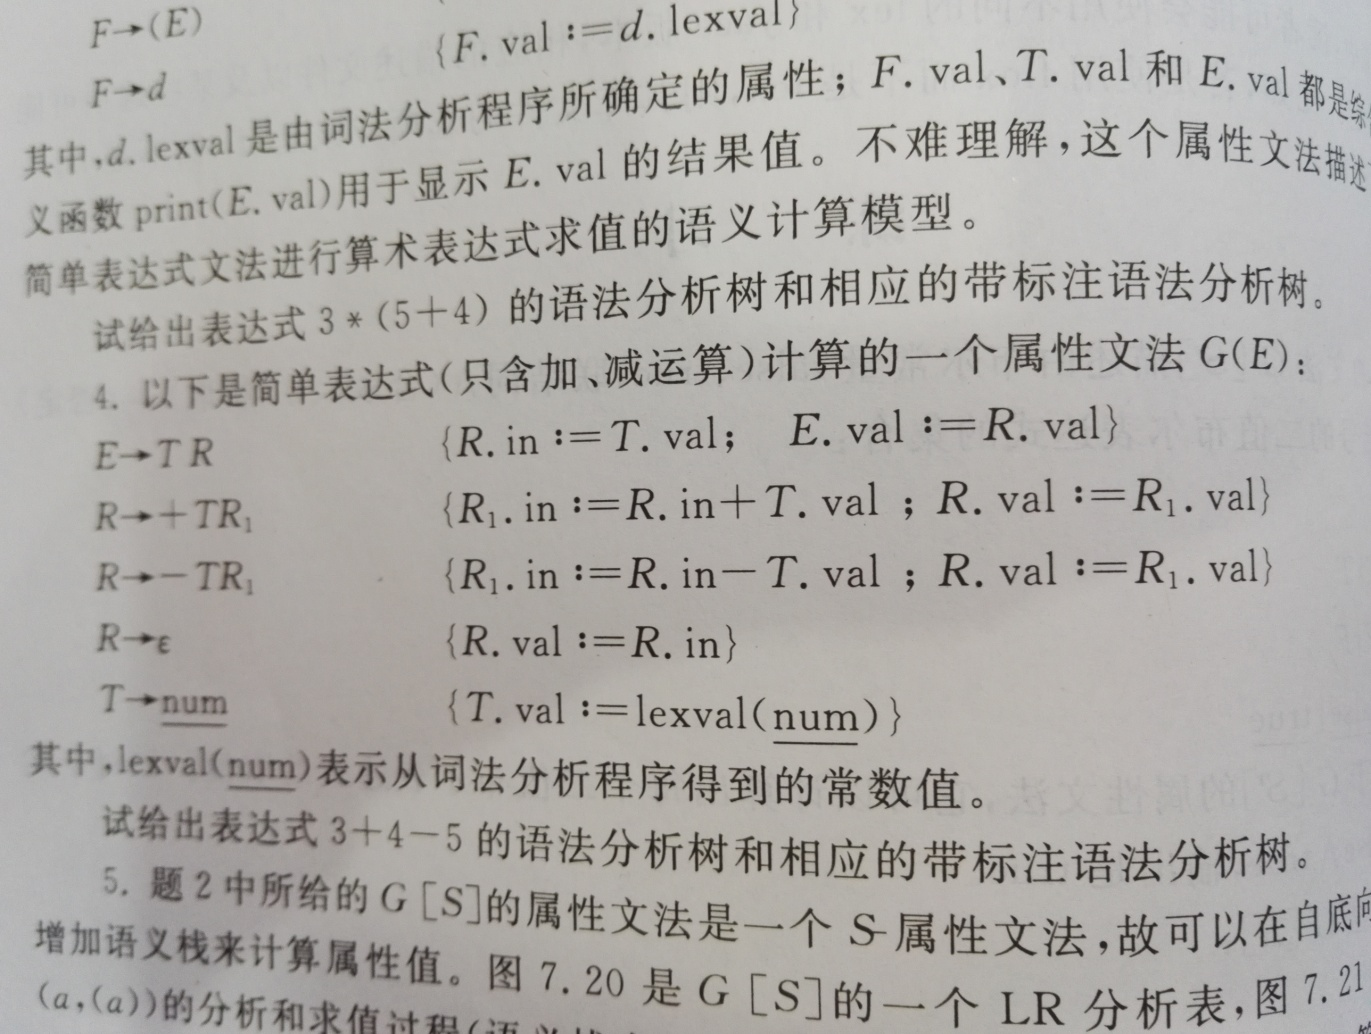 F→(E)
{F. val :=d. lexval}
F→d
其中,d. lexval 是由词法分析程序所确定的属性；F. val、T. val 和 E. val 都是综
义函数 print(E. val)用于显示 E. val 的结果值。不难理解,这个属性文法描述
简单表达式文法进行算术表达式求值的语义计算模型。
试给出表达式 3 * (5+4) 的语法分析树和相应的带标注语法分析树。
4. 以下是简单表达式(只含加、减运算)计算的一个属性文法 G(E):
E→T R {R. in :=T. val; E. val :=R. val}
R→+TR₁ {R₁. in :=R. in+T. val ; R. val :=R₁. val}
R→-TR₁ {R₁. in :=R. in-T. val ; R. val :=R₁. val}
R→ε {R. val :=R. in}
T→num {T. val :=lexval(num)}
其中,lexval(num)表示从词法分析程序得到的常数值。
试给出表达式 3+4-5 的语法分析树和相应的带标注语法分析树。
5. 题 2 中所给的 G [S]的属性文法是一个 S-属性文法,故可以在自底向
增加语义栈来计算属性值。图 7.20 是 G [S]的一个 LR 分析表,图 7.21
(a,(a))的分析和求值过程(语义栈